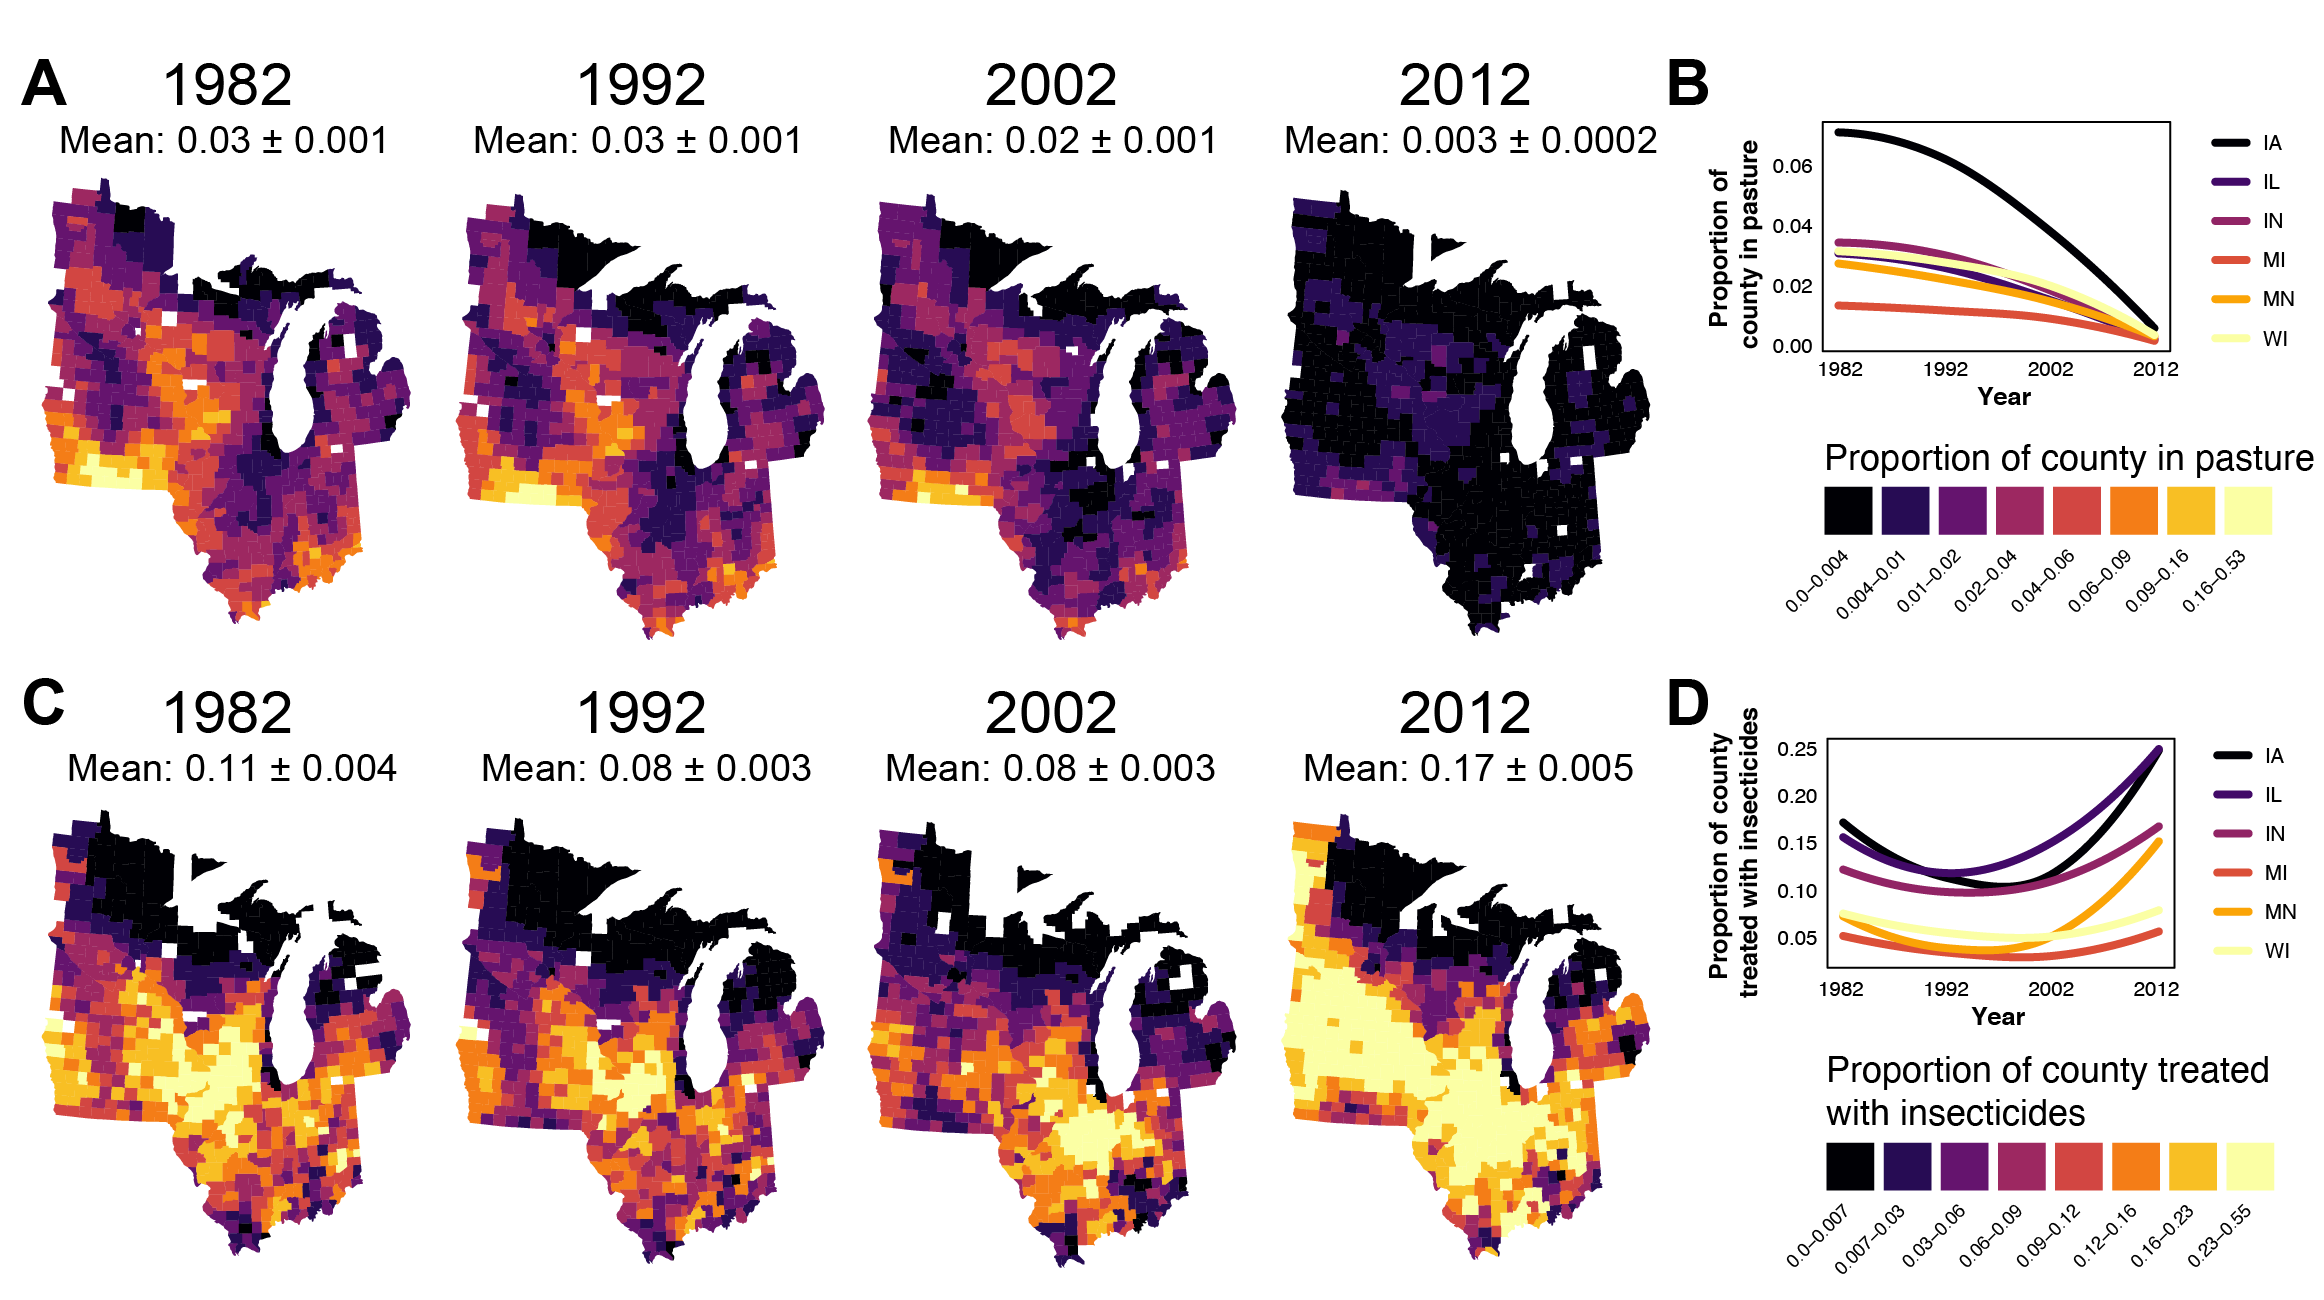 A
1982
1992
2002
2012
Mean: 0.03 ± 0.001
Mean: 0.03 ± 0.001
Mean: 0.02 ± 0.001
Mean: 0.003 ± 0.0002
B
Proportion of
county in pasture
0.06
0.04
0.02
0.00
1982
1992
2002
2012
Year
IA
IL
IN
MI
MN
WI
Proportion of county in pasture
0.0–0.004
0.004–0.01
0.01–0.02
0.02–0.04
0.04–0.06
0.06–0.09
0.09–0.16
0.16–0.53
C
1982
1992
2002
2012
Mean: 0.11 ± 0.004
Mean: 0.08 ± 0.003
Mean: 0.08 ± 0.003
Mean: 0.17 ± 0.005
D
Proportion of county
treated with insecticides
0.25
0.20
0.15
0.10
0.05
1982
1992
2002
2012
Year
IA
IL
IN
MI
MN
WI
Proportion of county treated
with insecticides
0.0–0.007
0.007–0.03
0.03–0.06
0.06–0.09
0.09–0.12
0.12–0.16
0.16–0.23
0.23–0.55